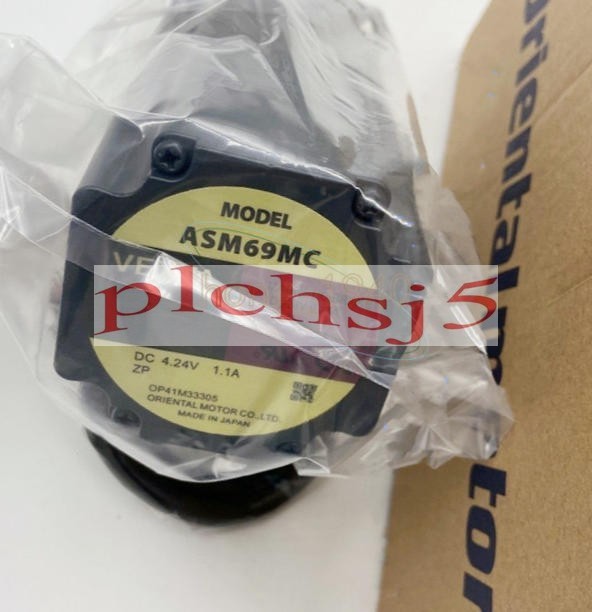 MODEL
ASM69MC
plchsj5
DC 4.24V 1.1A
ZP
OP41M33305
ORIENTAL MOTOR CO.,LTD.
MADE IN JAPAN
orientalmotor